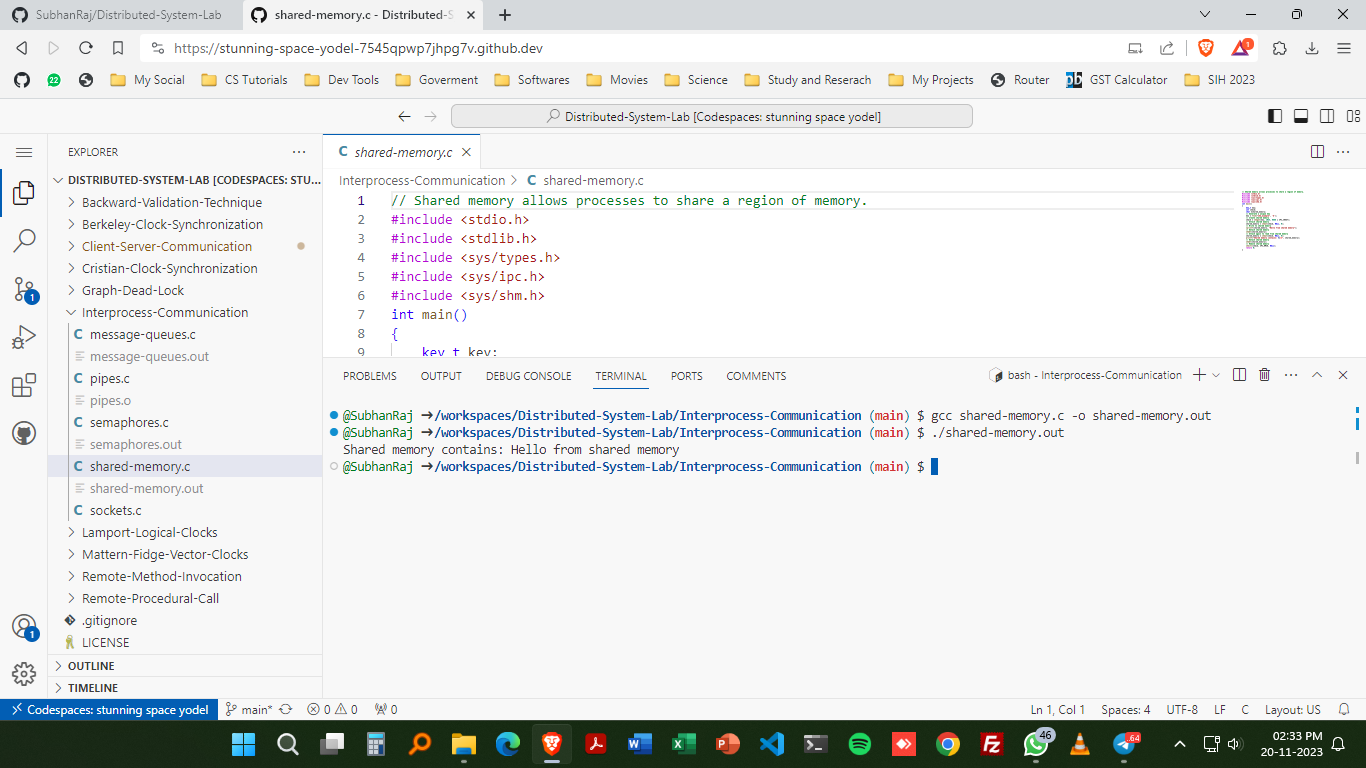 SubhanRaj/Distributed-System-Lab
shared-memory.c - Distributed-S
https://stunning-space-yodel-7545qpwp7jhpg7v.github.dev
1
22
My Social
CS Tutorials
Dev Tools
Goverment
Softwares
Movies
Science
Study and Reserach
My Projects
Router
GST Calculator
SIH 2023
Distributed-System-Lab [Codespaces: stunning space yodel]
EXPLORER
DISTRIBUTED-SYSTEM-LAB [CODESPACES: STU...
Backward-Validation-Technique
Berkeley-Clock-Synchronization
Client-Server-Communication
Cristian-Clock-Synchronization
Graph-Dead-Lock
Interprocess-Communication
message-queues.c
message-queues.out
pipes.c
pipes.o
semaphores.c
semaphores.out
shared-memory.c
shared-memory.out
sockets.c
Lamport-Logical-Clocks
Mattern-Fidge-Vector-Clocks
Remote-Method-Invocation
Remote-Procedural-Call
.gitignore
LICENSE
OUTLINE
TIMELINE
1
1
shared-memory.c
Interprocess-Communication > C shared-memory.c
1 // Shared memory allows processes to share a region of memory.
2 #include <stdio.h>
3 #include <stdlib.h>
4 #include <sys/types.h>
5 #include <sys/ipc.h>
6 #include <sys/shm.h>
7 int main()
8 {
9 key_t key;
PROBLEMS
OUTPUT
DEBUG CONSOLE
TERMINAL
PORTS
COMMENTS
bash - Interprocess-Communication
@SubhanRaj ➜/workspaces/Distributed-System-Lab/Interprocess-Communication (main) $ gcc shared-memory.c -o shared-memory.out
@SubhanRaj ➜/workspaces/Distributed-System-Lab/Interprocess-Communication (main) $ ./shared-memory.out
Shared memory contains: Hello from shared memory
@SubhanRaj ➜/workspaces/Distributed-System-Lab/Interprocess-Communication (main) $
Codespaces: stunning space yodel
main*
0
0
0
Ln 1, Col 1
Spaces: 4
UTF-8
LF
C
Layout: US
46
64
02:33 PM
20-11-2023